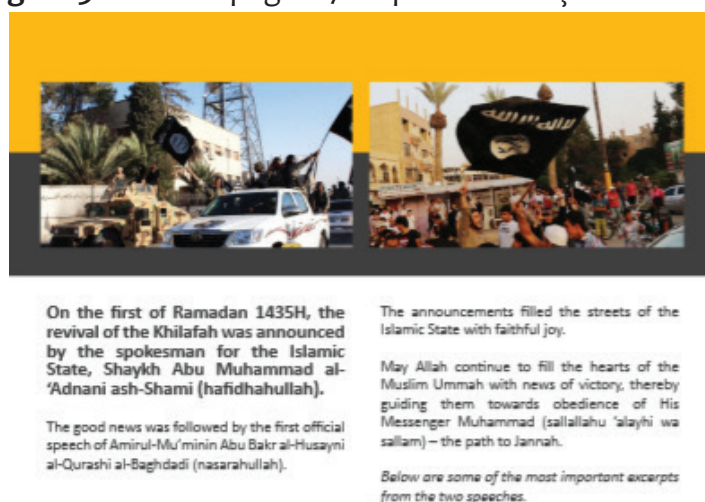 On the first of Ramadan 1435H, the
revival of the Khilafah was announced
by the spokesman for the Islamic
State, Shaykh Abu Muhammad al-
‘Adnani ash-Shami (hafidhahullah).
The good news was followed by the first official
speech of Amirul-Mu’minin Abu Bakr al-Husayni
al-Qurashi al-Baghdadi (nasarahullah).
The announcements filled the streets of the
Islamic State with faithful joy.
May Allah continue to fill the hearts of the
Muslim Ummah with news of victory, thereby
guiding them towards obedience of His
Messenger Muhammad (sallallahu ‘alayhi wa
sallam) – the path to Jannah.
Below are some of the most important excerpts
from the two speeches.